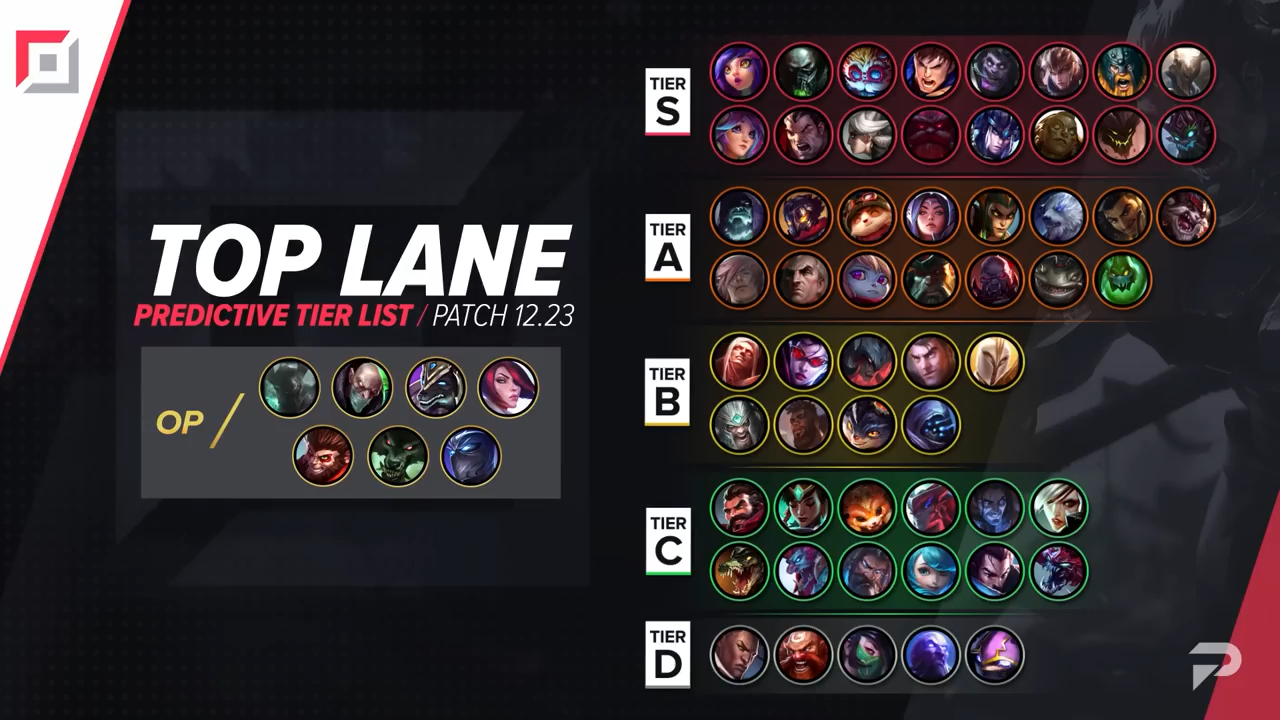 TOP LANE
PREDICTIVE TIER LIST / PATCH 12.23
OP /
TIER
S
TIER
A
TIER
B
TIER
C
TIER
D